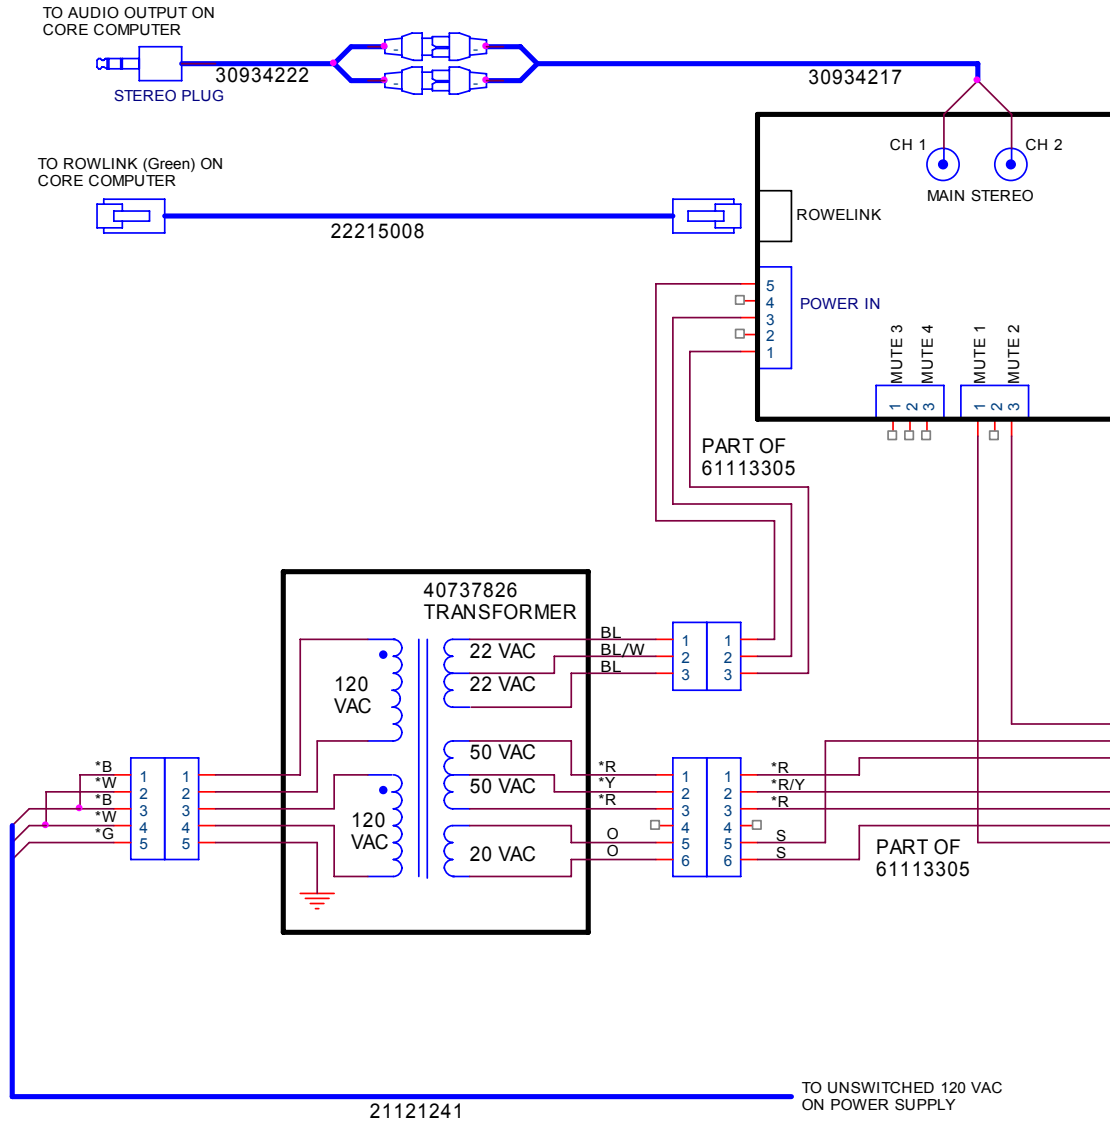 TO AUDIO OUTPUT ON
CORE COMPUTER
30934222
STEREO PLUG
30934217
CH 1
CH 2
MAIN STEREO
TO ROWLINK (Green) ON
CORE COMPUTER
22215008
ROWELINK
5
4
3
2
1
POWER IN
MUTE 3
MUTE 4
MUTE 1
MUTE 2
1
2
3
1
2
3
PART OF
61113305
40737826
TRANSFORMER
120
VAC
22 VAC
22 VAC
BL
BL/W
BL
1
2
3
1
2
3
50 VAC
50 VAC
20 VAC
120
VAC
*B
*W
*B
*W
*G
1
2
3
4
5
1
2
3
4
5
*R
*Y
*R
O
O
1
2
3
4
5
6
1
2
3
4
5
6
*R
*R/Y
*R
S
S
PART OF
61113305
TO UNSWITCHED 120 VAC
ON POWER SUPPLY
21121241